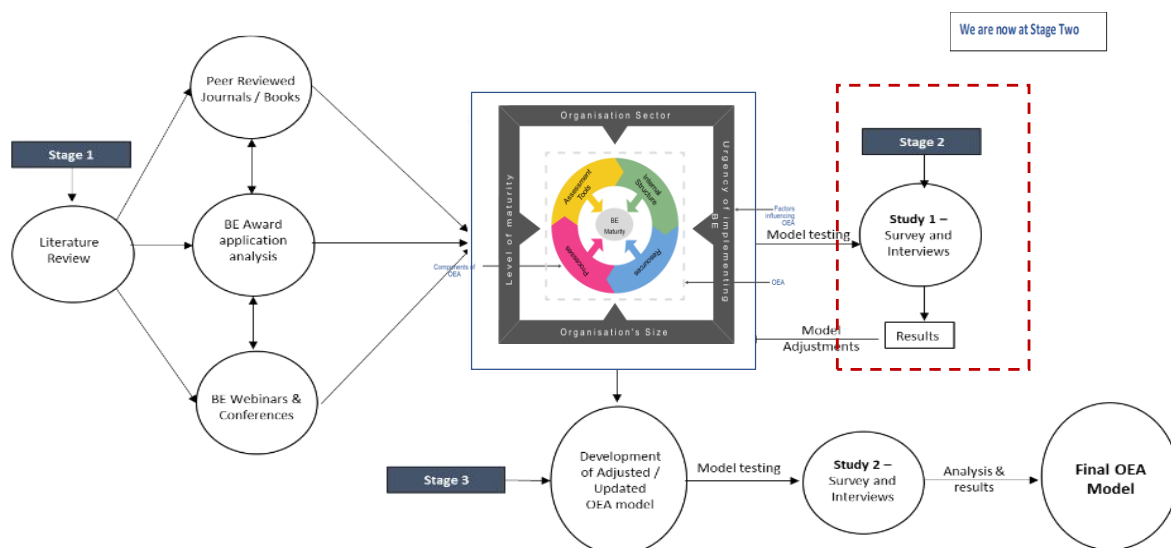 We are now at Stage Two
Peer Reviewed
Journals / Books
Stage 1
Literature
Review
BE Award
application
analysis
BE Webinars &
Conferences
Organisation Sector
Level of maturity
Urgency of implementing
BE
Organisation's Size
Assessment
Tools
Internal
Structure
Processes
Resources
BE
Maturity
Components of
OEA
Factors
influencing
OEA
OEA
Model testing
Stage 2
Study 1 –
Survey and
Interviews
Results
Model
Adjustments
Stage 3
Development
of Adjusted /
Updated
OEA model
Model testing
Study 2 –
Survey and
Interviews
Analysis &
results
Final OEA
Model